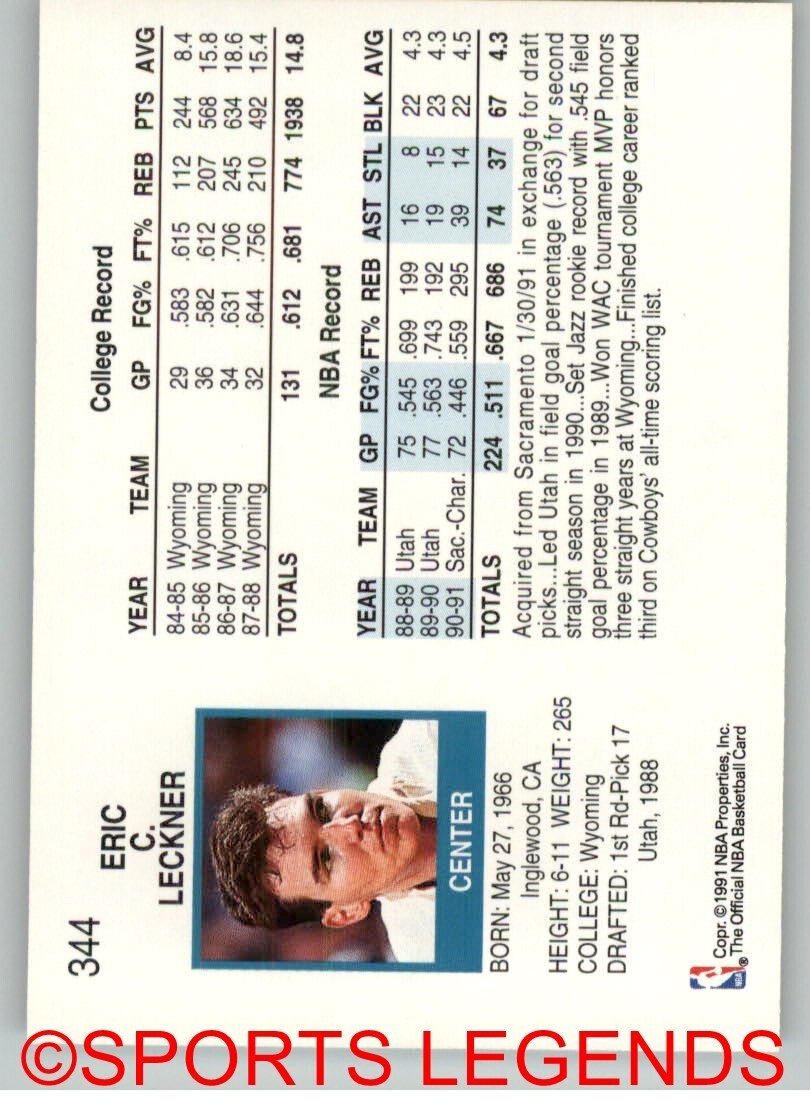 344
ERIC
C.
LECKNER
CENTER
BORN: May 27, 1966
Inglewood, CA
HEIGHT: 6-11 WEIGHT: 265
COLLEGE: Wyoming
DRAFTED: 1st Rd-Pick 17
Utah, 1988
NBA
Copr. ©1991 NBA Properties, Inc.
® The Official NBA Basketball Card
College Record
YEAR TEAM GP FG% FT% REB PTS AVG
84-85 Wyoming 29 .583 .615 112 244 8.4
85-86 Wyoming 36 .582 .612 207 568 15.8
86-87 Wyoming 34 .631 .706 245 634 18.6
87-88 Wyoming 32 .644 .756 210 492 15.4
TOTALS 131 .612 .681 774 1938 14.8
NBA Record
YEAR TEAM GP FG% FT% REB AST STL BLK AVG
88-89 Utah 75 .545 .699 199 16 8 22 4.3
89-90 Utah 77 .563 .743 192 19 15 23 4.3
90-91 Sac.-Char. 72 .446 .559 295 39 14 22 4.5
TOTALS 224 .511 .667 686 74 37 67 4.3
Acquired from Sacramento 1/30/91 in exchange for draft
picks...Led Utah in field goal percentage (.563) for second
straight season in 1990...Set Jazz rookie record with .545 field
goal percentage in 1989...Won WAC tournament MVP honors
three straight years at Wyoming...Finished college career ranked
third on Cowboys' all-time scoring list.
©SPORTS LEGENDS